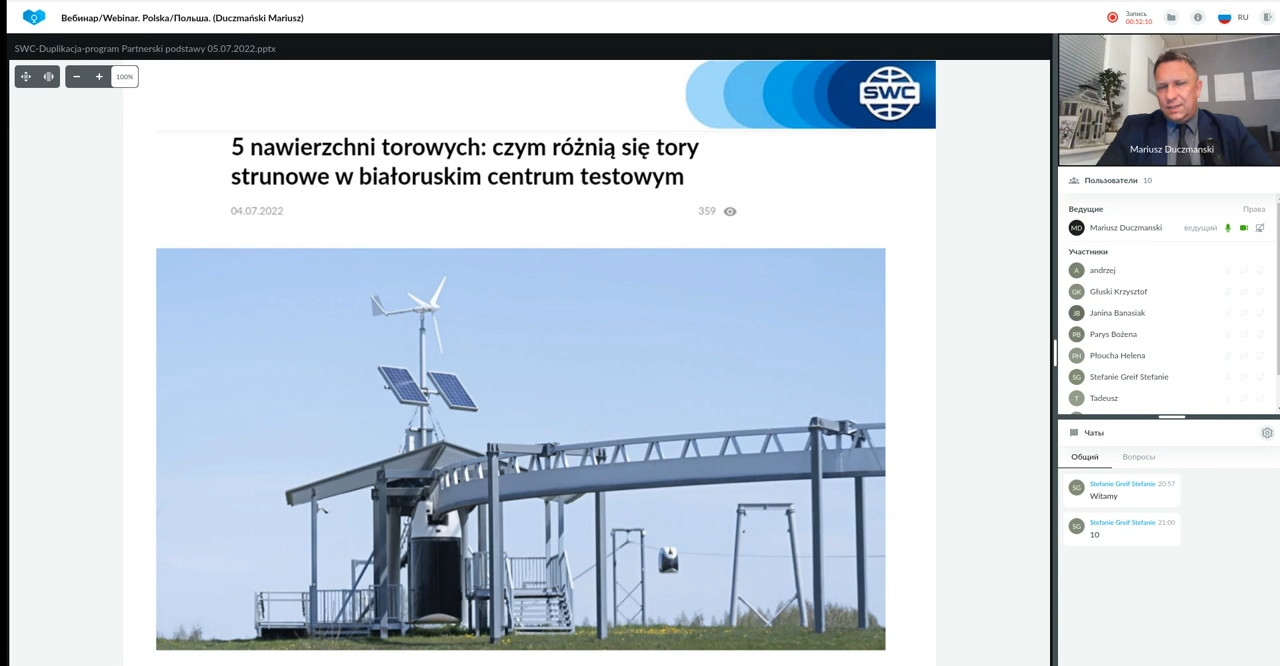 Вебинар/Webinar. Polska/Польша. (Duczmański Mariusz)
Запись
00:52:10
RU
SWC-Duplikacja-program Partnerski podstawy 05.07.2022.pptx
100%
SWC
5 nawierzchni torowych: czym różnią się tory
strunowe w białoruskim centrum testowym
04.07.2022
359
Mariusz Duczmanski
Пользователи 10
Ведущие
Права
MD Mariusz Duczmanski ведущий
Участники
A andrzej
GK Głuski Krzysztof
JB Janina Banasiak
PB Parys Bożena
PH Płoucha Helena
SG Stefanie Greif Stefanie
T Tadeusz
Чаты
Общий
Вопросы
SG Stefanie Greif Stefanie 20:57
Witamy
SG Stefanie Greif Stefanie 21:00
10